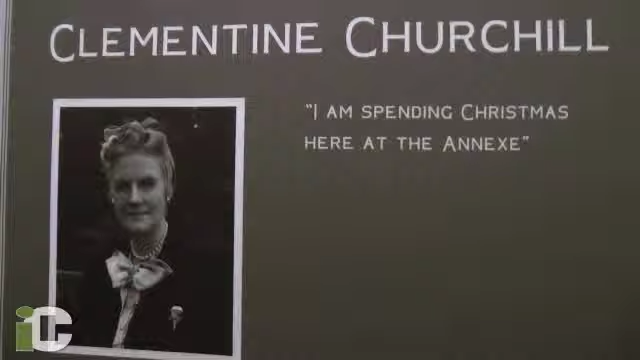 CLEMENTINE CHURCHILL
"I AM SPENDING CHRISTMAS
HERE AT THE ANNEXE"
iC